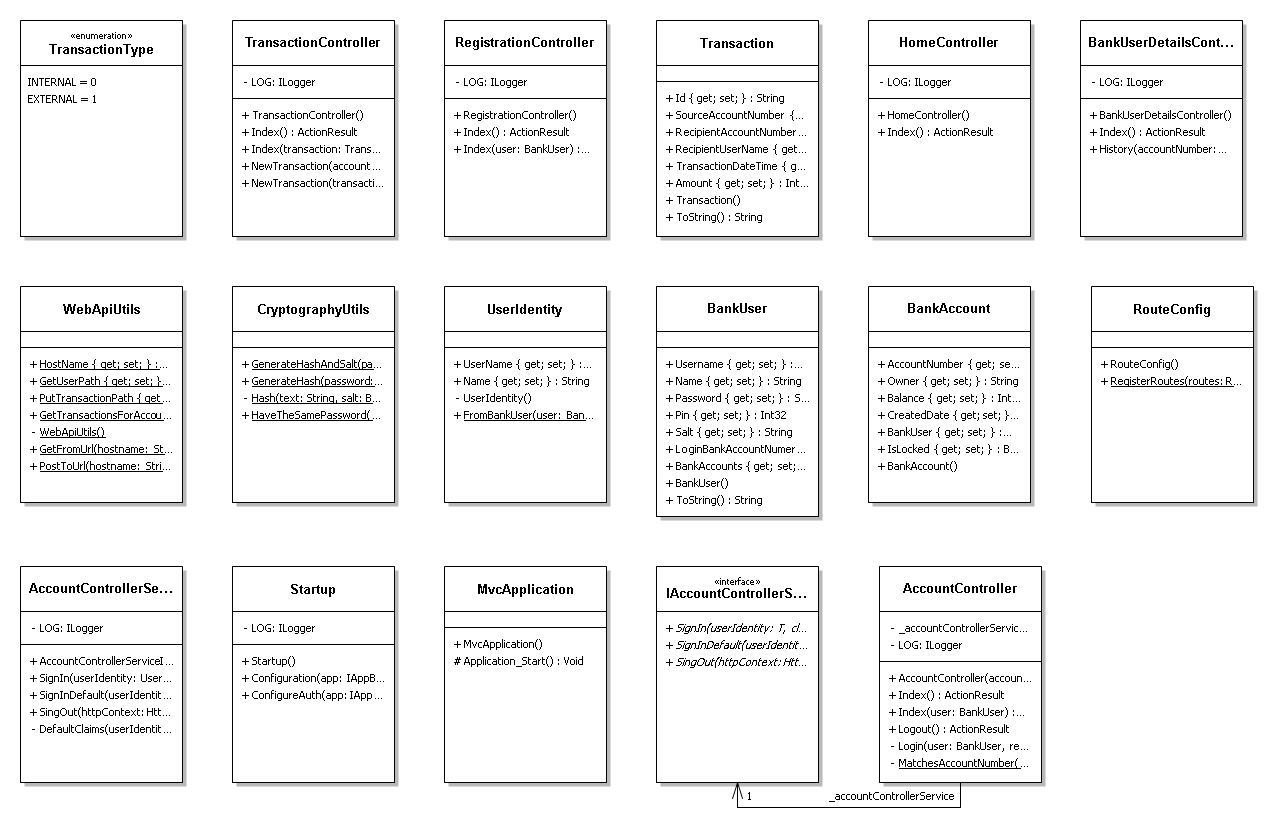 «enumeration»
TransactionType
INTERNAL = 0
EXTERNAL = 1
TransactionController
- LOG: ILogger
+ TransactionController()
+ Index() : ActionResult
+ Index(transaction: Trans...
+ NewTransaction(account...
+ NewTransaction(transacti...
RegistrationController
- LOG: ILogger
+ RegistrationController()
+ Index() : ActionResult
+ Index(user: BankUser) :...
Transaction
+ Id { get; set; } : String
+ SourceAccountNumber {...
+ RecipientAccountNumber...
+ RecipientUserName { get...
+ TransactionDateTime { g...
+ Amount { get; set; } : Int...
+ Transaction()
+ ToString() : String
HomeController
- LOG: ILogger
+ HomeController()
+ Index() : ActionResult
BankUserDetailsCont...
- LOG: ILogger
+ BankUserDetailsController()
+ Index() : ActionResult
+ History(accountNumber:...
WebApiUtils
+ HostName { get; set; } :...
+ GetUserPath { get; set; }...
+ PutTransactionPath { get...
+ GetTransactionsForAccou...
- WebApiUtils()
+ GetFromUrl(hostname: St...
+ PostToUrl(hostname: Stri...
CryptographyUtils
+ GenerateHashAndSalt(pa...
+ GenerateHash(password:...
- Hash(text: String, salt: B...
+ HaveTheSamePassword(...
UserIdentity
+ UserName { get; set; } :...
+ Name { get; set; } : String
- UserIdentity()
+ FromBankUser(user: Ban...
BankUser
+ Username { get; set; } :...
+ Name { get; set; } : String
+ Password { get; set; } : S...
+ Pin { get; set; } : Int32
+ Salt { get; set; } : String
+ LoginBankAccountNumer...
+ BankAccounts { get; set;...
+ BankUser()
+ ToString() : String
BankAccount
+ AccountNumber { get; se...
+ Owner { get; set; } : String
+ Balance { get; set; } : Int...
+ CreatedDate { get; set; }...
+ BankUser { get; set; } :...
+ IsLocked { get; set; } : B...
+ BankAccount()
RouteConfig
+ RouteConfig()
+ RegisterRoutes(routes: R...
AccountControllerSe...
- LOG: ILogger
+ AccountControllerServiceI...
+ SignIn(userIdentity: User...
+ SignInDefault(userIdentit...
+ SingOut(httpContext: Htt...
- DefaultClaims(userIdentit...
Startup
- LOG: ILogger
+ Startup()
+ Configuration(app: IAppB...
+ ConfigureAuth(app: IApp...
MvcApplication
+ MvcApplication()
# Application_Start() : Void
«interface»
IAccountControllerS...
+ SignIn(userIdentity: T, cl...
+ SignInDefault(userIdentit...
+ SingOut(httpContext: Htt...
AccountController
- _accountControllerServic...
- LOG: ILogger
+ AccountController(accoun...
+ Index() : ActionResult
+ Index(user: BankUser) :...
+ Logout() : ActionResult
- Login(user: BankUser, re...
- MatchesAccountNumber(...
1
_accountControllerService